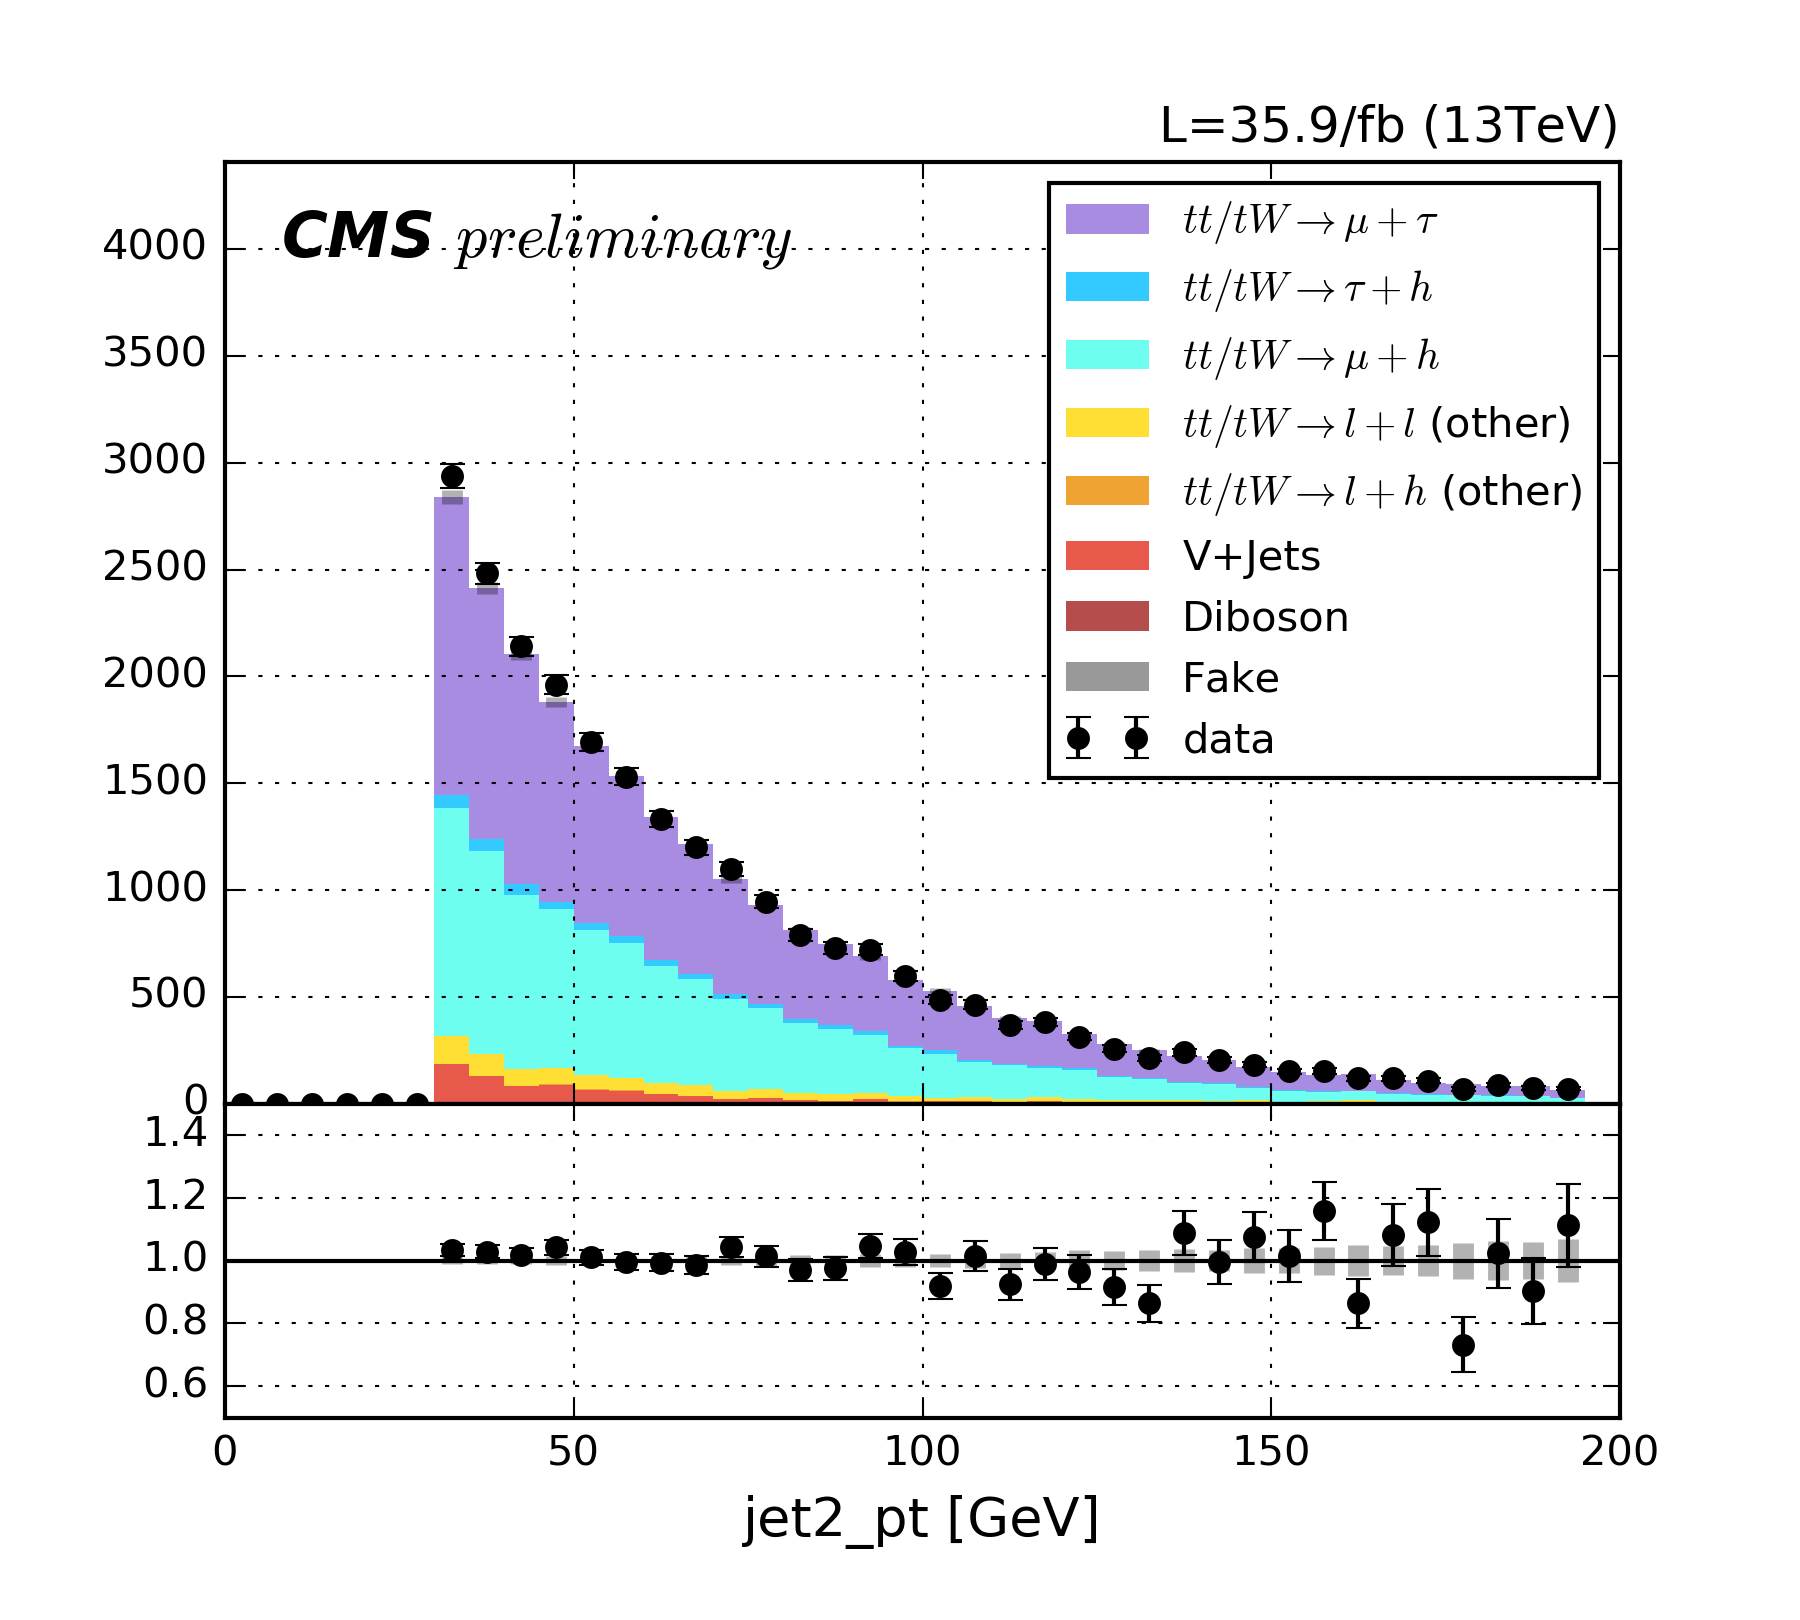 L=35.9/fb (13TeV)
CMS preliminary
4000
3500
3000
2500
2000
1500
1000
500
0
tt/tW → μ + τ
tt/tW → τ + h
tt/tW → μ + h
tt/tW → l + l (other)
tt/tW → l + h (other)
V+Jets
Diboson
Fake
data
1.4
1.2
1.0
0.8
0.6
0 50 100 150 200
jet2_pt [GeV]